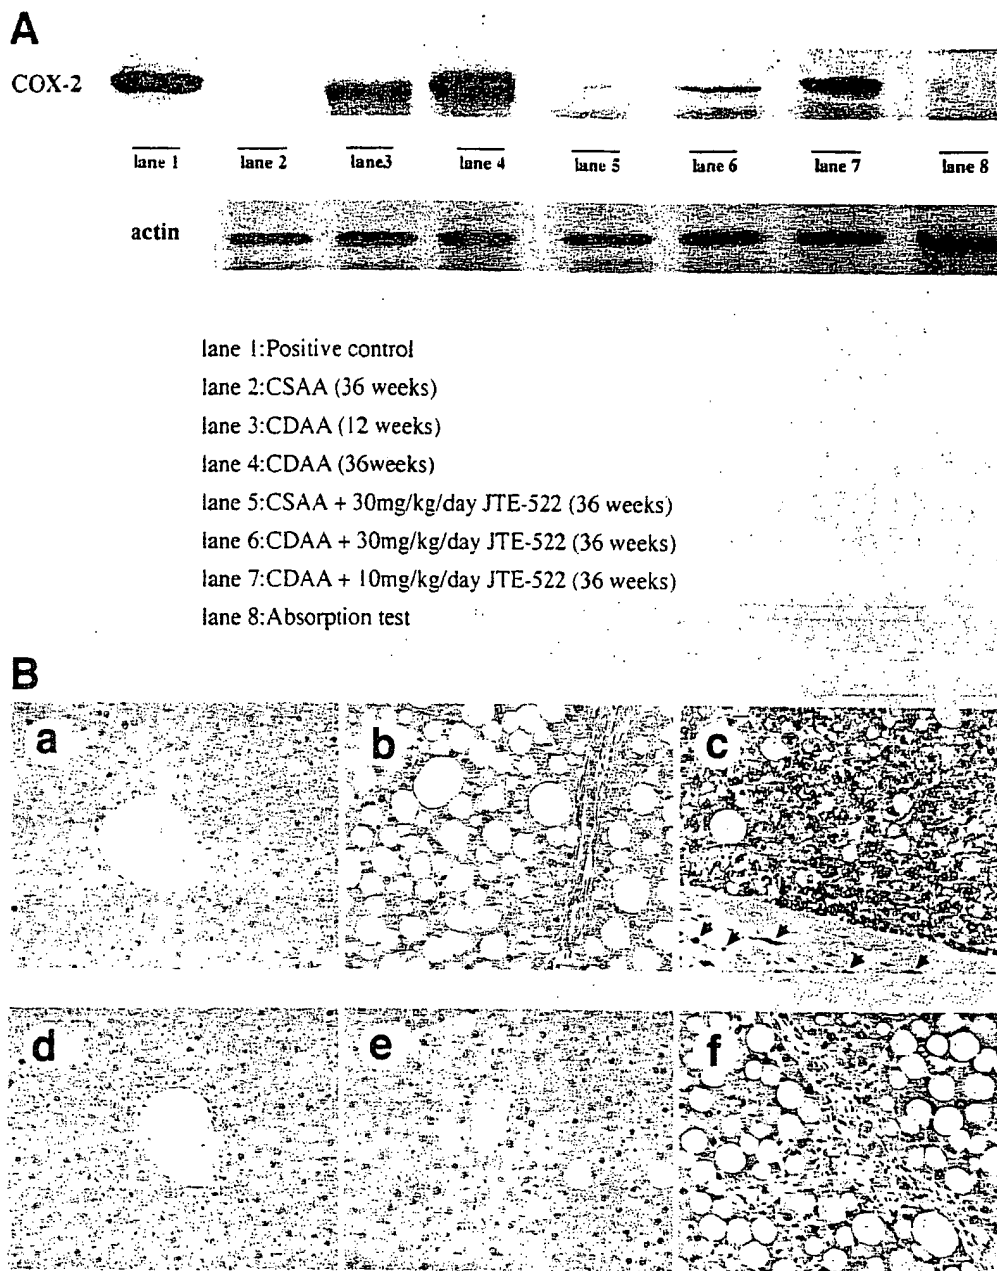 A
COX-2
lane 1 lane 2 lane3 lane 4 lane 5 lane 6 lane 7 lane 8
actin
lane 1:Positive control
lane 2:CSAA (36 weeks)
lane 3:CDAA (12 weeks)
lane 4:CDAA (36weeks)
lane 5:CSAA + 30mg/kg/day JTE-522 (36 weeks)
lane 6:CDAA + 30mg/kg/day JTE-522 (36 weeks)
lane 7:CDAA + 10mg/kg/day JTE-522 (36 weeks)
lane 8:Absorption test
B
a b c
d e f